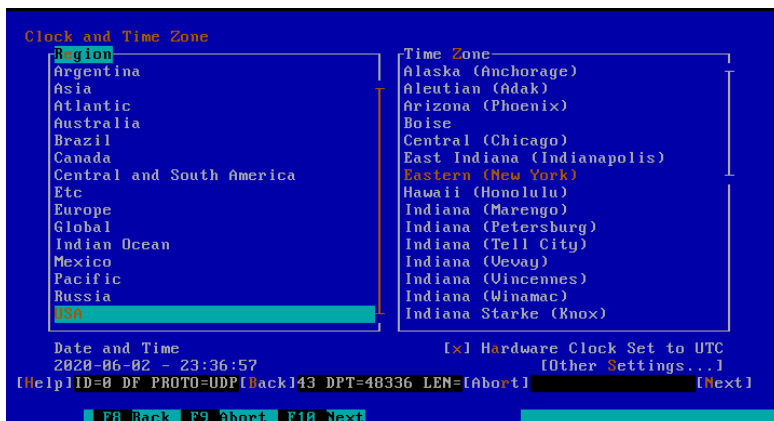 Clock and Time Zone
Region
Argentina
Asia
Atlantic
Australia
Brazil
Canada
Central and South America
Etc
Europe
Global
Indian Ocean
Mexico
Pacific
Russia
USA
Time Zone
Alaska (Anchorage)
Aleutian (Adak)
Arizona (Phoenix)
Boise
Central (Chicago)
East Indiana (Indianapolis)
Eastern (New York)
Hawaii (Honolulu)
Indiana (Marengo)
Indiana (Petersburg)
Indiana (Tell City)
Indiana (Vevay)
Indiana (Vincennes)
Indiana (Winamac)
Indiana Starke (Knox)
Date and Time
2020-06-02 - 23:36:57
[x] Hardware Clock Set to UTC
[Other Settings...]
[Help]ID=0 DF PROTO=UDP[Back]43 DPT=48336 LEN=[Abort] [Next]
F8 Back F9 Abort F10 Next